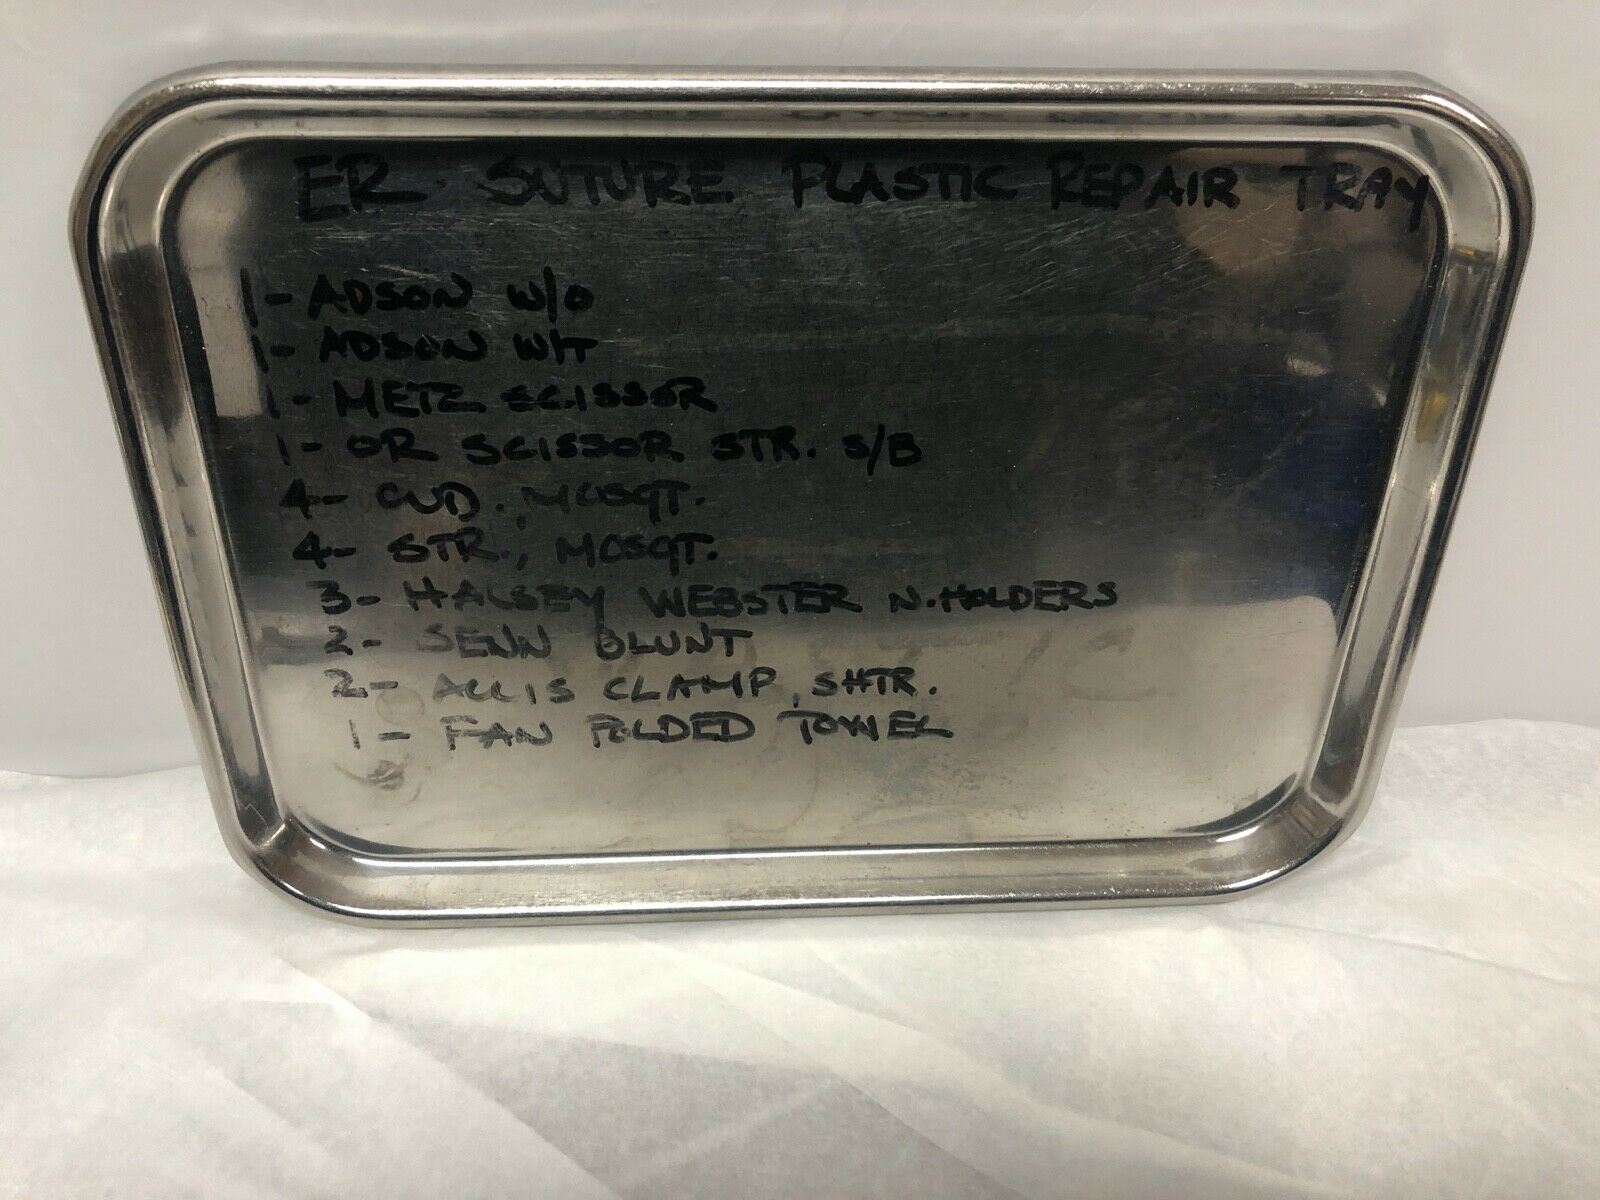 ER SUTURE PLASTIC REPAIR TRAY
1- ADSON W/O
1- ADSON W/T
1- METZ SCISSOR
1- OR SCISSOR STR. S/B
4- CVD., MOSQT.
4- STR., MOSQT.
3- HALSEY WEBSTER N. HOLDERS
2- SENN BLUNT
2- ALLIS CLAMP, SHTR.
1- FAN FOLDED TOWEL